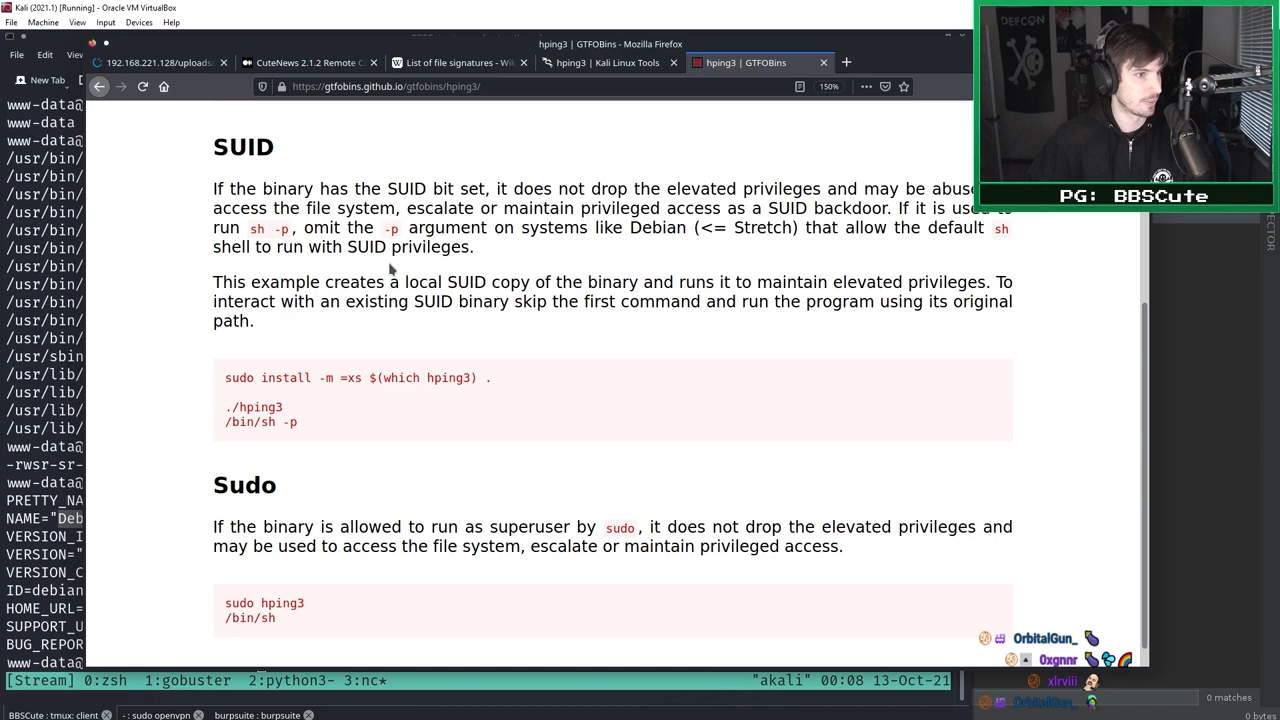 Kali (2021.1) [Running] - Oracle VM VirtualBox
File Machine View Input Devices Help
hping3 | GTFOBins - Mozilla Firefox
File Edit View
192.168.221.128/uploads/ CuteNews 2.1.2 Remote C List of file signatures - Wik hping3 | Kali Linux Tools hping3 | GTFOBins
New Tab
https://gtfobins.github.io/gtfobins/hping3/ 150%
www-data@
www-data
www-data@
/usr/bin/
/usr/bin/
/usr/bin/
/usr/bin/
/usr/bin/
/usr/bin/
/usr/bin/
/usr/bin/
/usr/bin/
/usr/bin/
/usr/bin/
/usr/sbin
/usr/lib/
/usr/lib/
/usr/lib/
/usr/lib/
www-data@
-rwsr-sr-
www-data@
PRETTY_NA
NAME="Deb
VERSION_I
VERSION="
VERSION_C
ID=debian
HOME_URL=
SUPPORT_U
BUG_REPOR
www-data@
SUID
If the binary has the SUID bit set, it does not drop the elevated privileges and may be abus
access the file system, escalate or maintain privileged access as a SUID backdoor. If it is used to
run sh -p, omit the -p argument on systems like Debian (<= Stretch) that allow the default sh
shell to run with SUID privileges.
This example creates a local SUID copy of the binary and runs it to maintain elevated privileges. To
interact with an existing SUID binary skip the first command and run the program using its original
path.
sudo install -m =xs $(which hping3) .
./hping3
/bin/sh -p
Sudo
If the binary is allowed to run as superuser by sudo, it does not drop the elevated privileges and
may be used to access the file system, escalate or maintain privileged access.
sudo hping3
/bin/sh
DEFCON
PG: BBSCute
PECTOR
OrbitalGun_
0xgnnr
xlrviii
OrbitalGun_
[Stream] 0:zsh 1:gobuster 2:python3- 3:nc* "akali" 00:08 13-Oct-21
0 matches
BBSCute : tmux: client - : sudo openvpn burpsuite : burpsuite
0 bytes